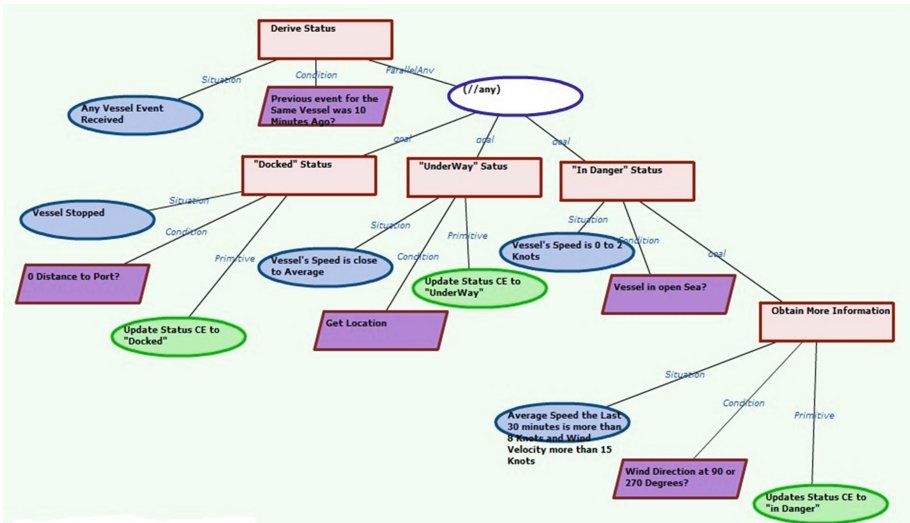 Derive Status
Situation
Condition
ParallelAny
(//any)
Any Vessel Event
Received
Previous event for the
Same Vessel was 10
Minutes Ago?
goal
goal
goal
"Docked" Status
"UnderWay" Satus
"In Danger" Status
Situation
Vessel Stopped
Condition
Primitive
0 Distance to Port?
Update Status CE to
"Docked"
Situation
Condition
Primitive
Vessel's Speed is close
to Average
Update Status CE to
"UnderWay"
Get Location
Situation
Condition
goal
Vessel's Speed is 0 to 2
Knots
Vessel in open Sea?
Obtain More Information
Situation
Condition
Primitive
Average Speed the Last
30 minutes is more than
8 Knots and Wind
Velocity more than 15
Knots
Wind Direction at 90 or
270 Degrees?
Updates Status CE to
"in Danger"